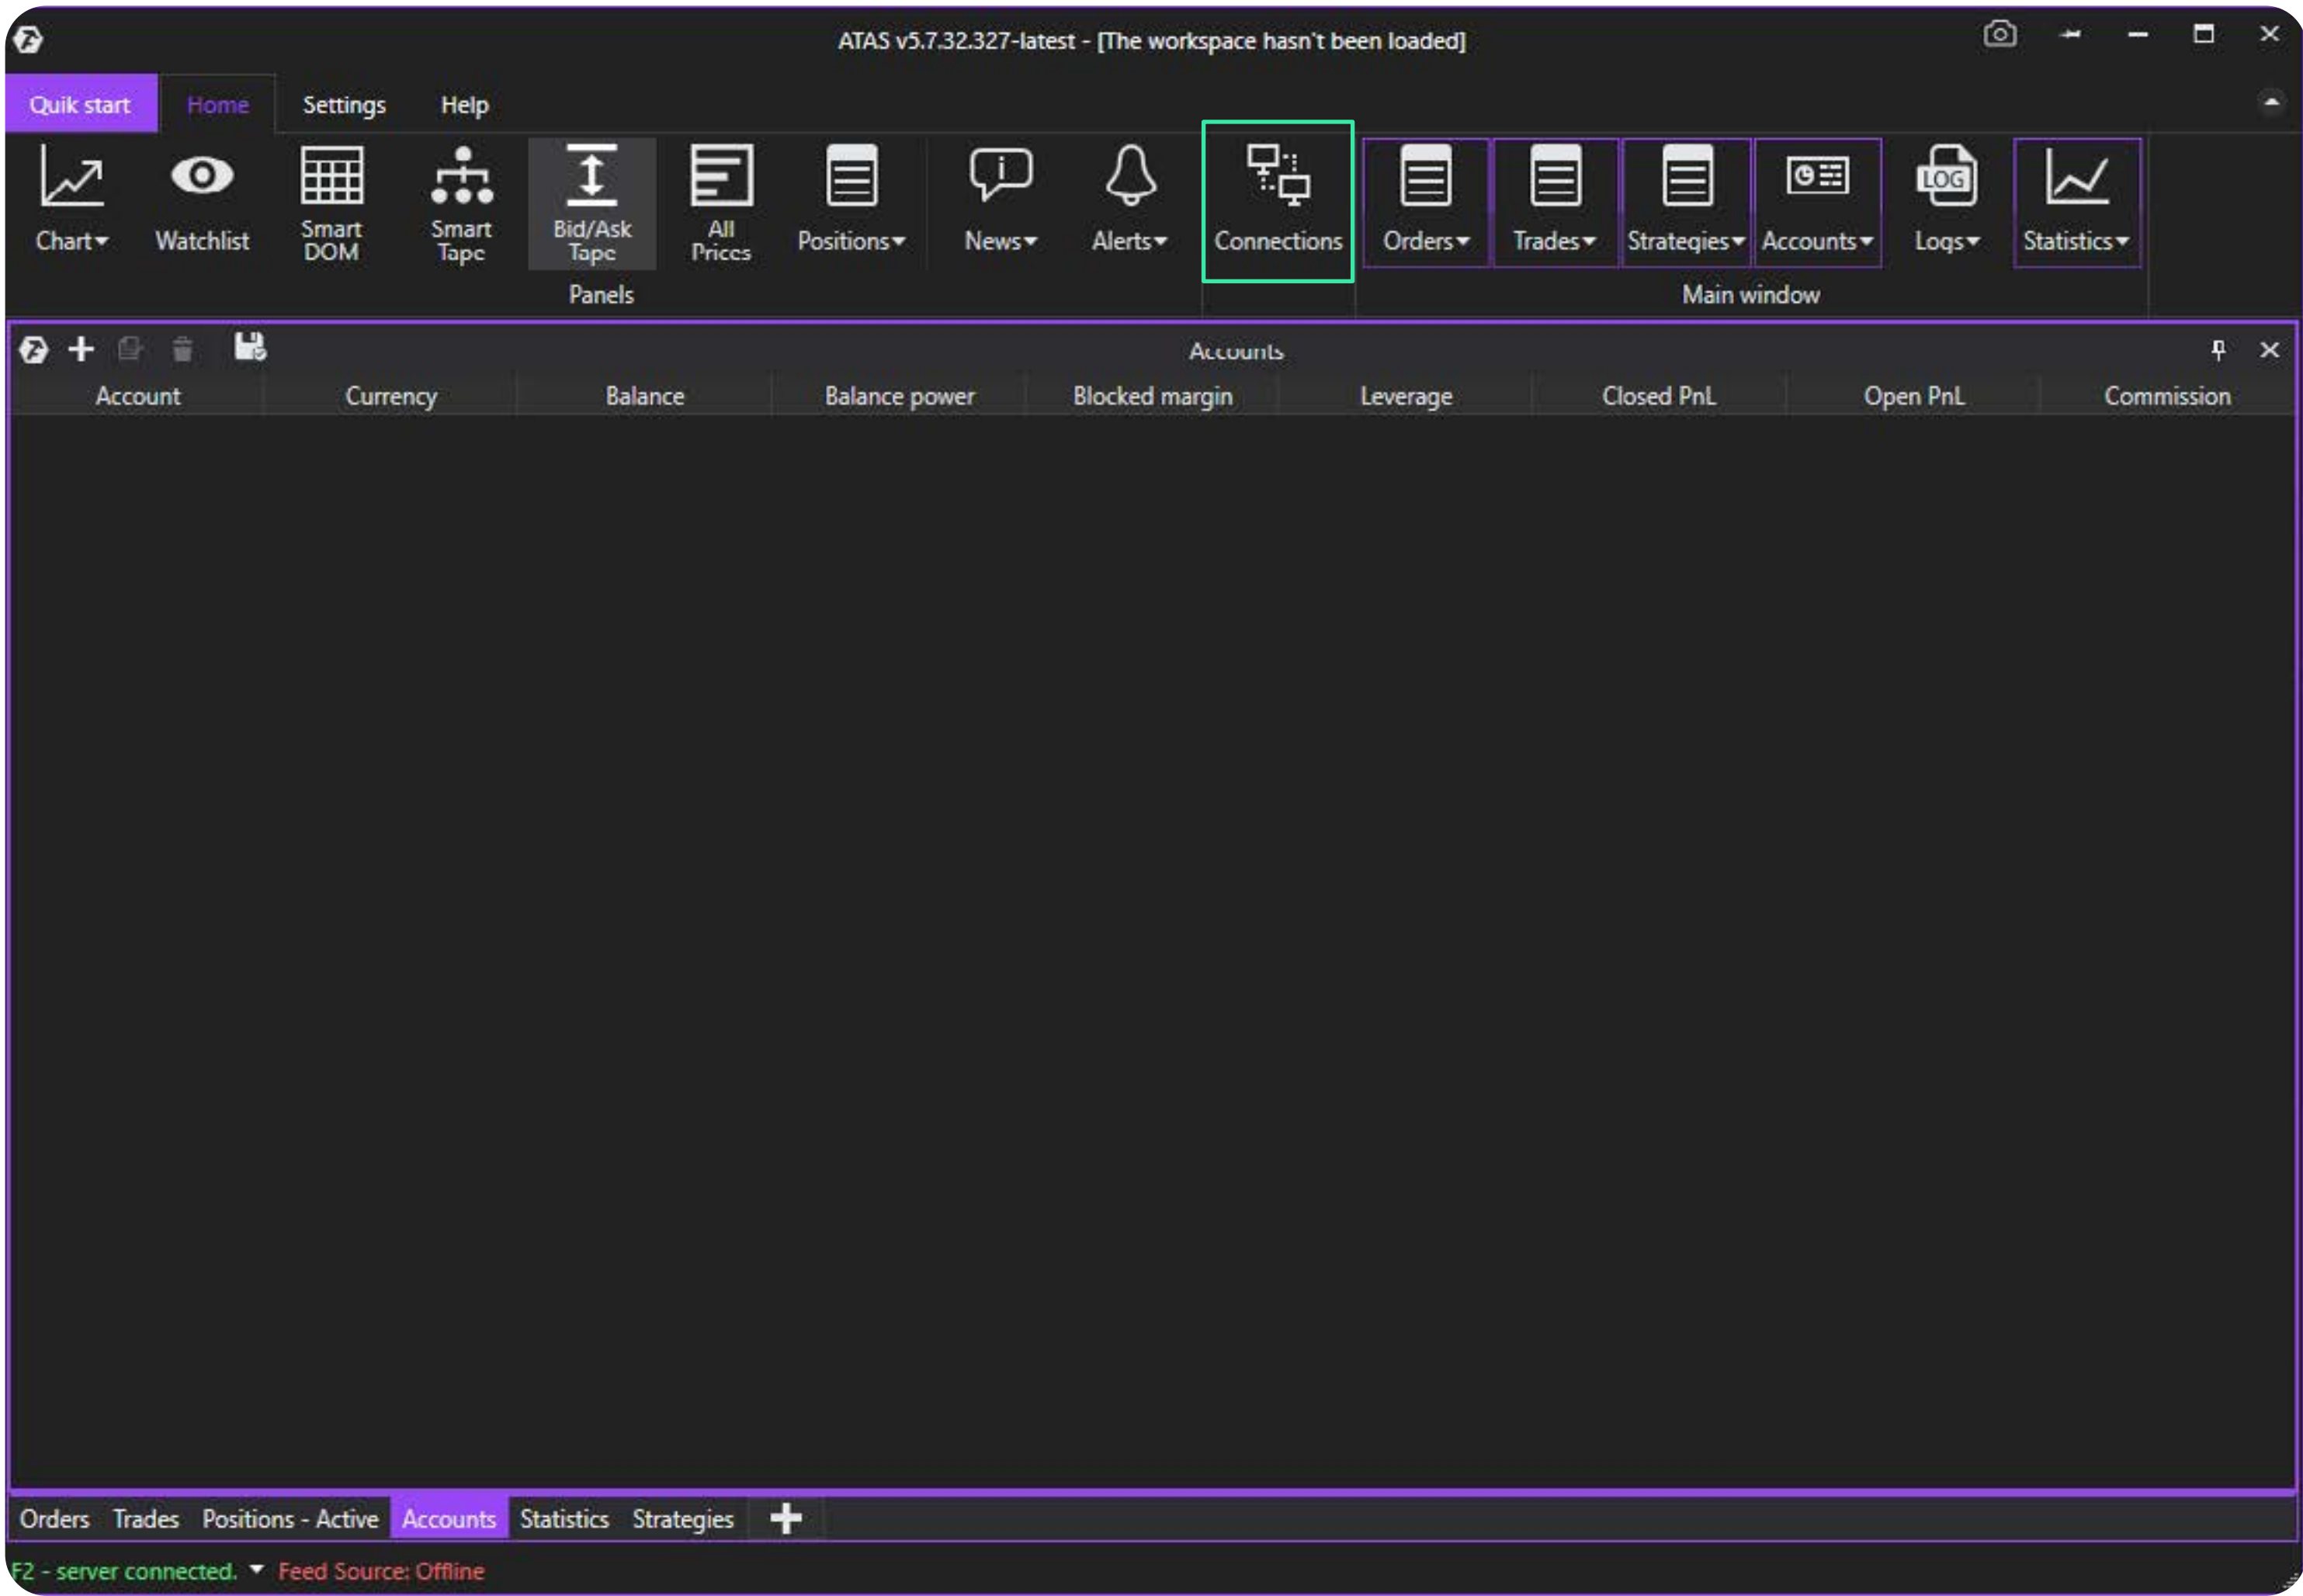 ATAS v5.7.32.327-latest - [The workspace hasn't been loaded]
Quik start Home Settings Help
Chart Watchlist Smart DOM Smart Tape Bid/Ask Tape All Prices Positions News Alerts Connections Orders Trades Strategies Accounts LOG Logs Statistics
Panels Main window
Accounts
Account Currency Balance Balance power Blocked margin Leverage Closed PnL Open PnL Commission
Orders Trades Positions - Active Accounts Statistics Strategies
F2 - server connected. Feed Source: Offline